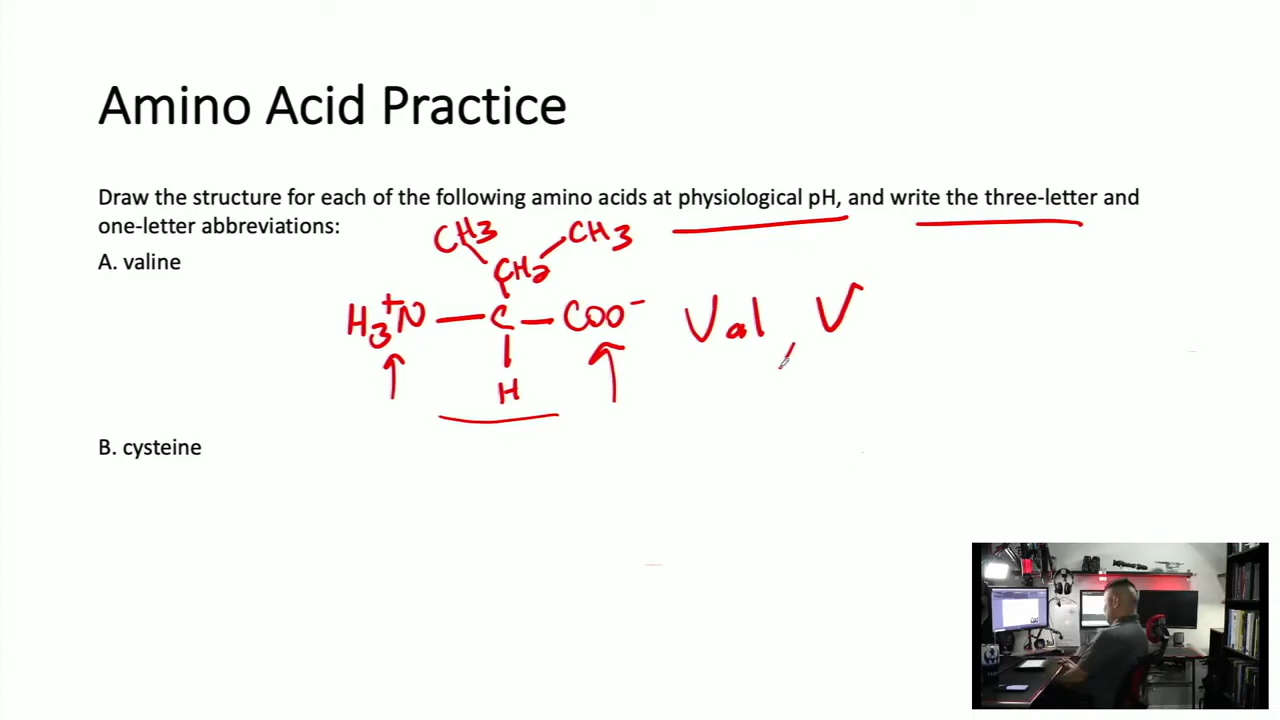 Amino Acid Practice
Draw the structure for each of the following amino acids at physiological pH, and write the three-letter and
one-letter abbreviations:
CH3 CH3
A. valine
CH2
H3+N — C — COO⁻ Val, V
H
B. cysteine